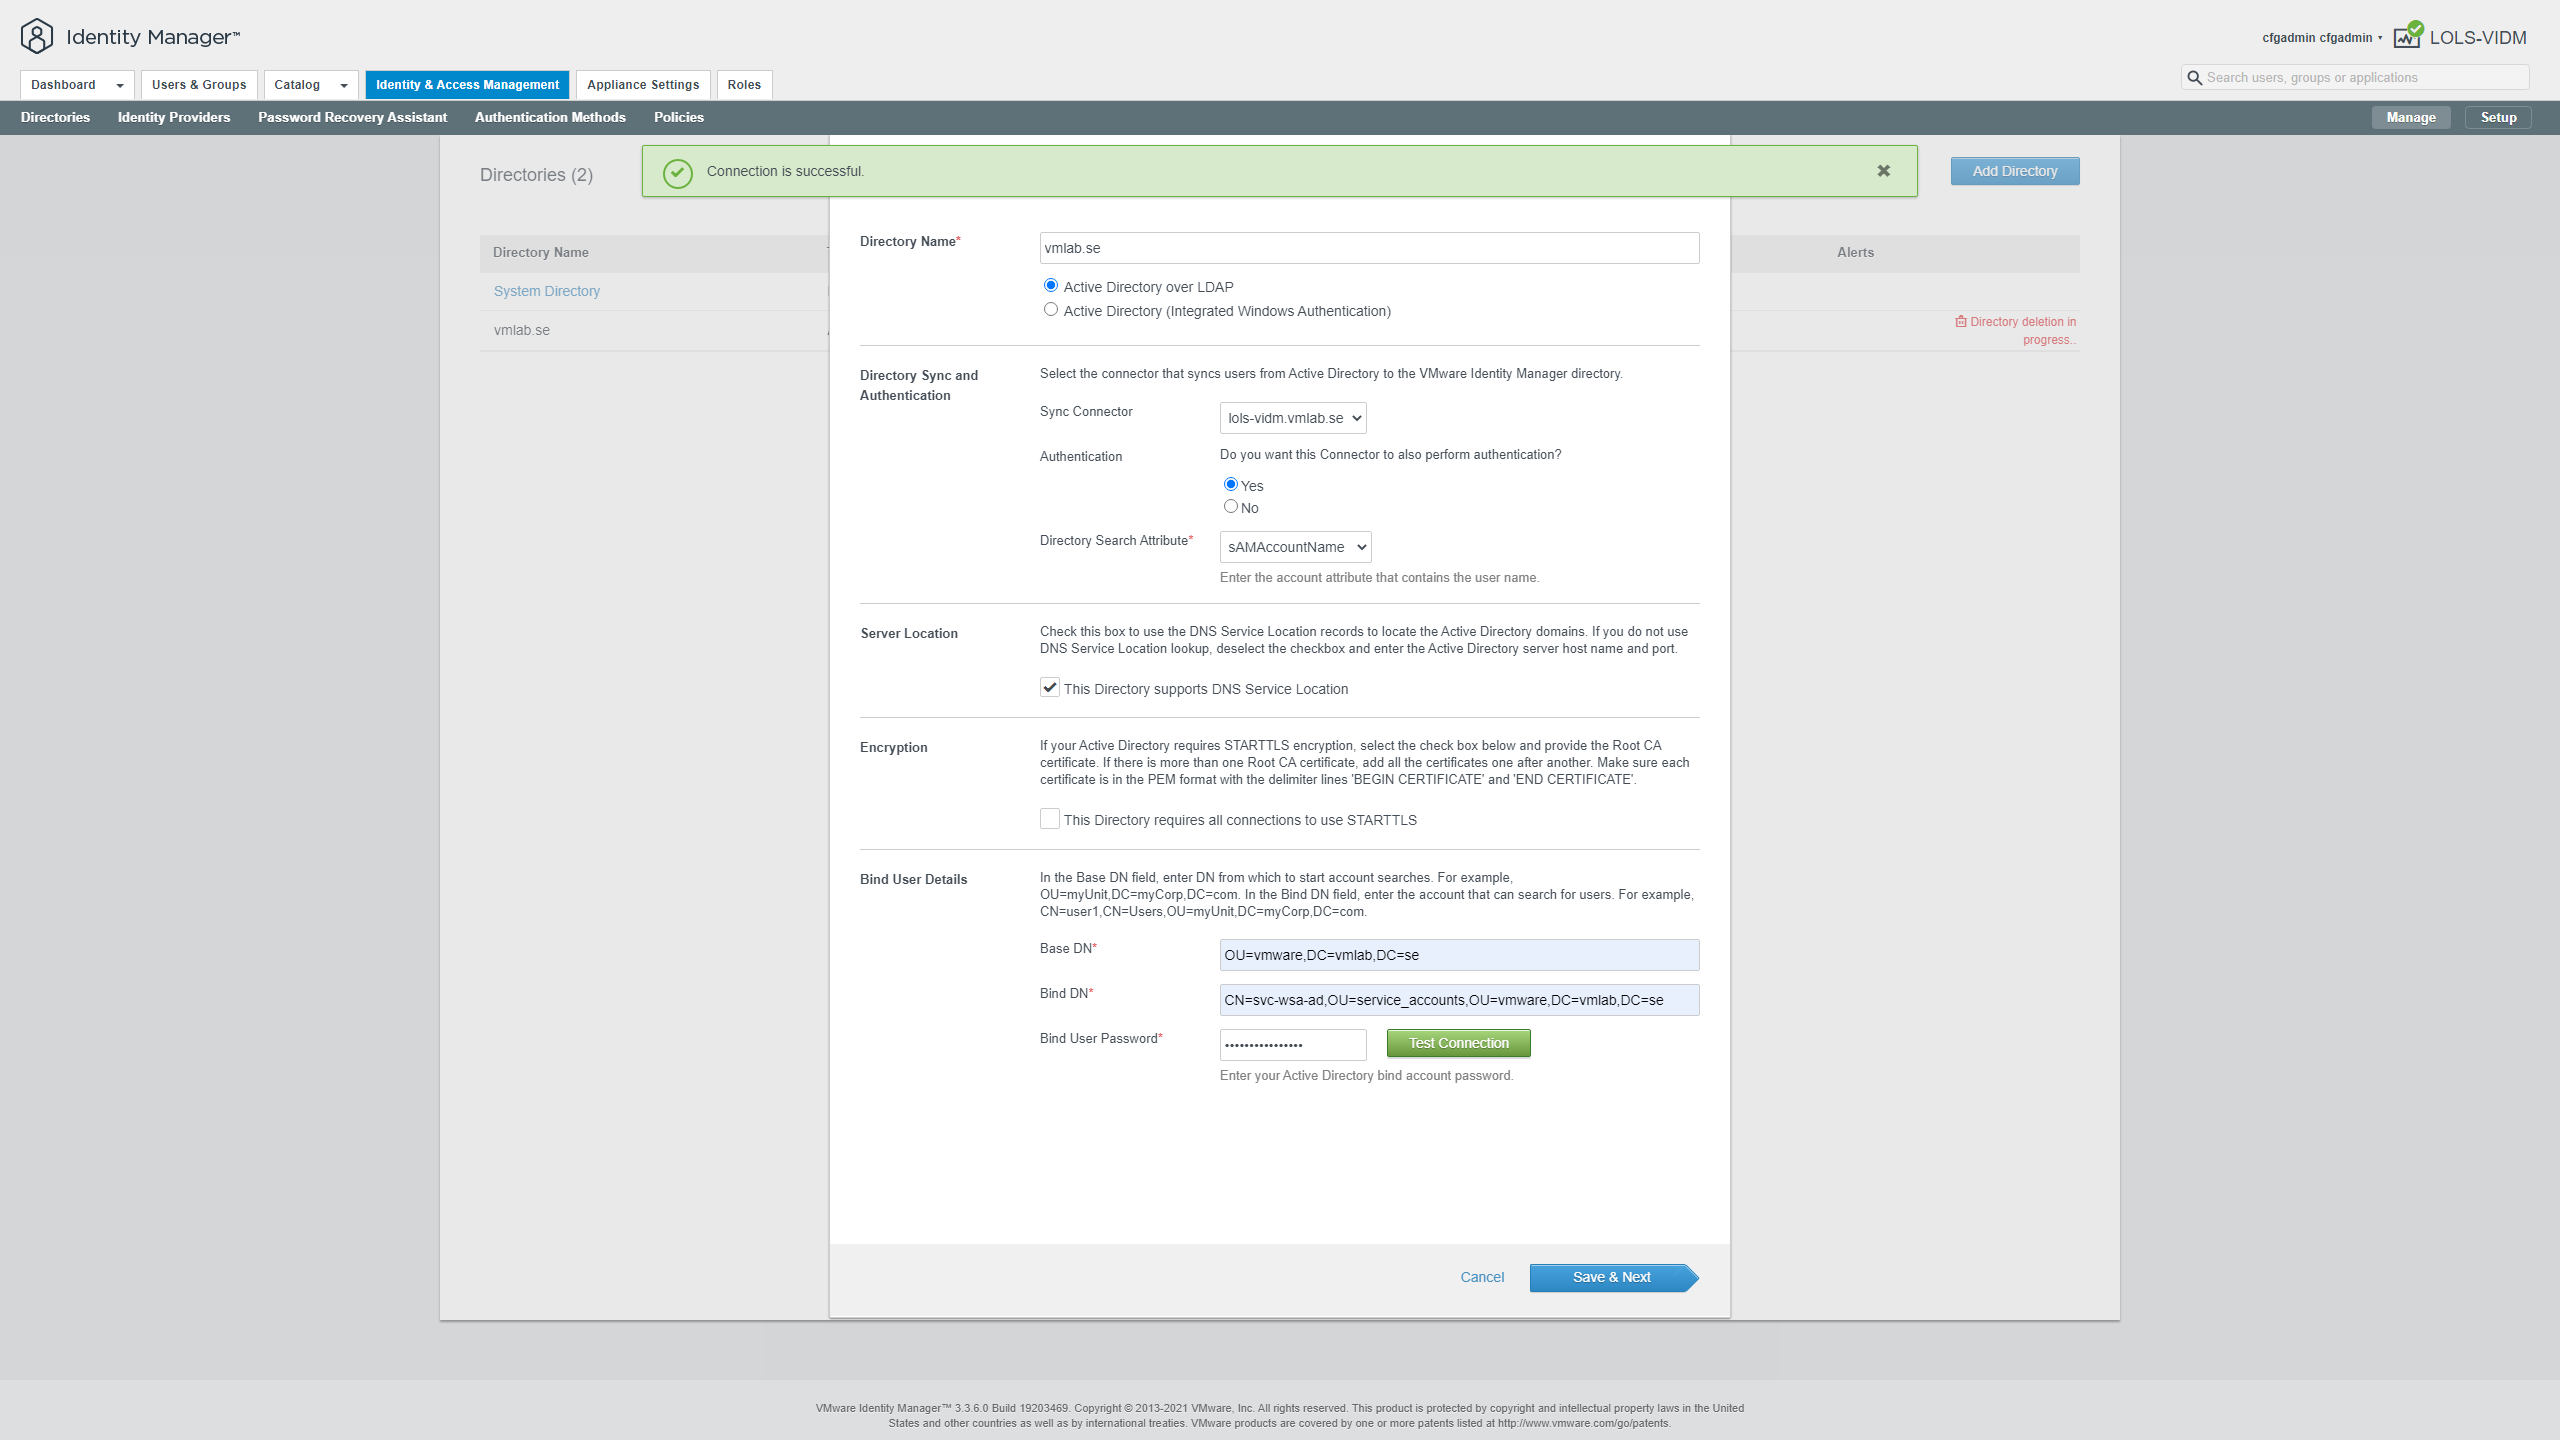 Identity Manager™
cfgadmin cfgadmin
LOLS-VIDM
Dashboard
Users & Groups
Catalog
Identity & Access Management
Appliance Settings
Roles
Search users, groups or applications
Directories
Identity Providers
Password Recovery Assistant
Authentication Methods
Policies
Manage
Setup
Directories (2)
Connection is successful.
Add Directory
Directory Name
Alerts
System Directory
vmlab.se
Directory deletion in
progress..
Directory Name*
vmlab.se
Active Directory over LDAP
Active Directory (Integrated Windows Authentication)
Directory Sync and
Authentication
Select the connector that syncs users from Active Directory to the VMware Identity Manager directory.
Sync Connector
lols-vidm.vmlab.se
Authentication
Do you want this Connector to also perform authentication?
Yes
No
Directory Search Attribute*
sAMAccountName
Enter the account attribute that contains the user name.
Server Location
Check this box to use the DNS Service Location records to locate the Active Directory domains. If you do not use
DNS Service Location lookup, deselect the checkbox and enter the Active Directory server host name and port.
This Directory supports DNS Service Location
Encryption
If your Active Directory requires STARTTLS encryption, select the check box below and provide the Root CA
certificate. If there is more than one Root CA certificate, add all the certificates one after another. Make sure each
certificate is in the PEM format with the delimiter lines 'BEGIN CERTIFICATE' and 'END CERTIFICATE'.
This Directory requires all connections to use STARTTLS
Bind User Details
In the Base DN field, enter DN from which to start account searches. For example,
OU=myUnit,DC=myCorp,DC=com. In the Bind DN field, enter the account that can search for users. For example,
CN=user1,CN=Users,OU=myUnit,DC=myCorp,DC=com.
Base DN*
OU=vmware,DC=vmlab,DC=se
Bind DN*
CN=svc-wsa-ad,OU=service_accounts,OU=vmware,DC=vmlab,DC=se
Bind User Password*
••••••••••••••••
Test Connection
Enter your Active Directory bind account password.
Cancel
Save & Next
VMware Identity Manager™ 3.3.6.0 Build 19203469. Copyright © 2013-2021 VMware, Inc. All rights reserved. This product is protected by copyright and intellectual property laws in the United
States and other countries as well as by international treaties. VMware products are covered by one or more patents listed at http://www.vmware.com/go/patents.